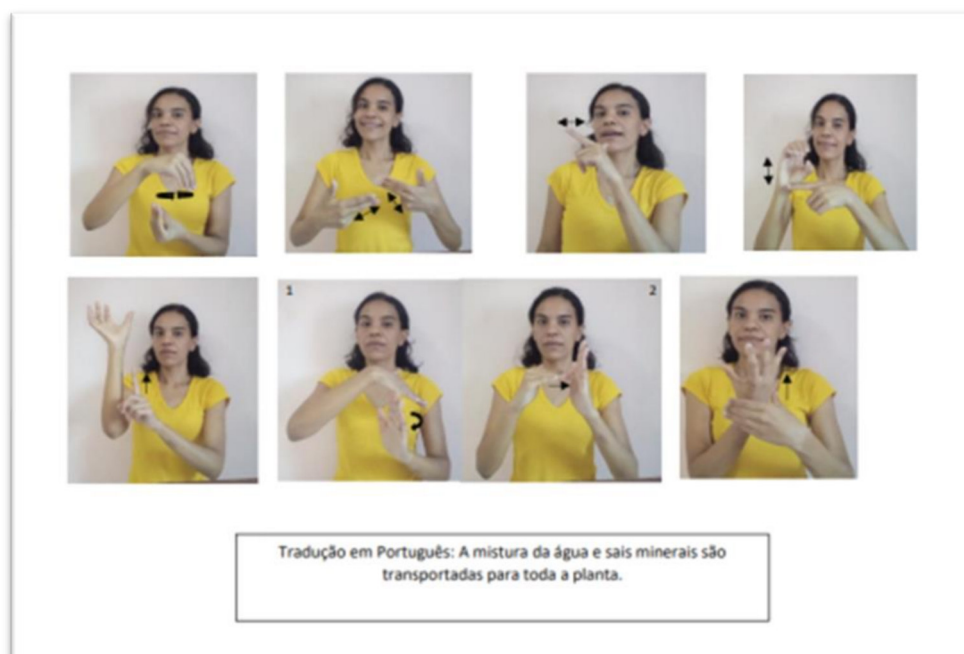 1
2
Tradução em Português: A mistura da água e sais minerais são
transportadas para toda a planta.